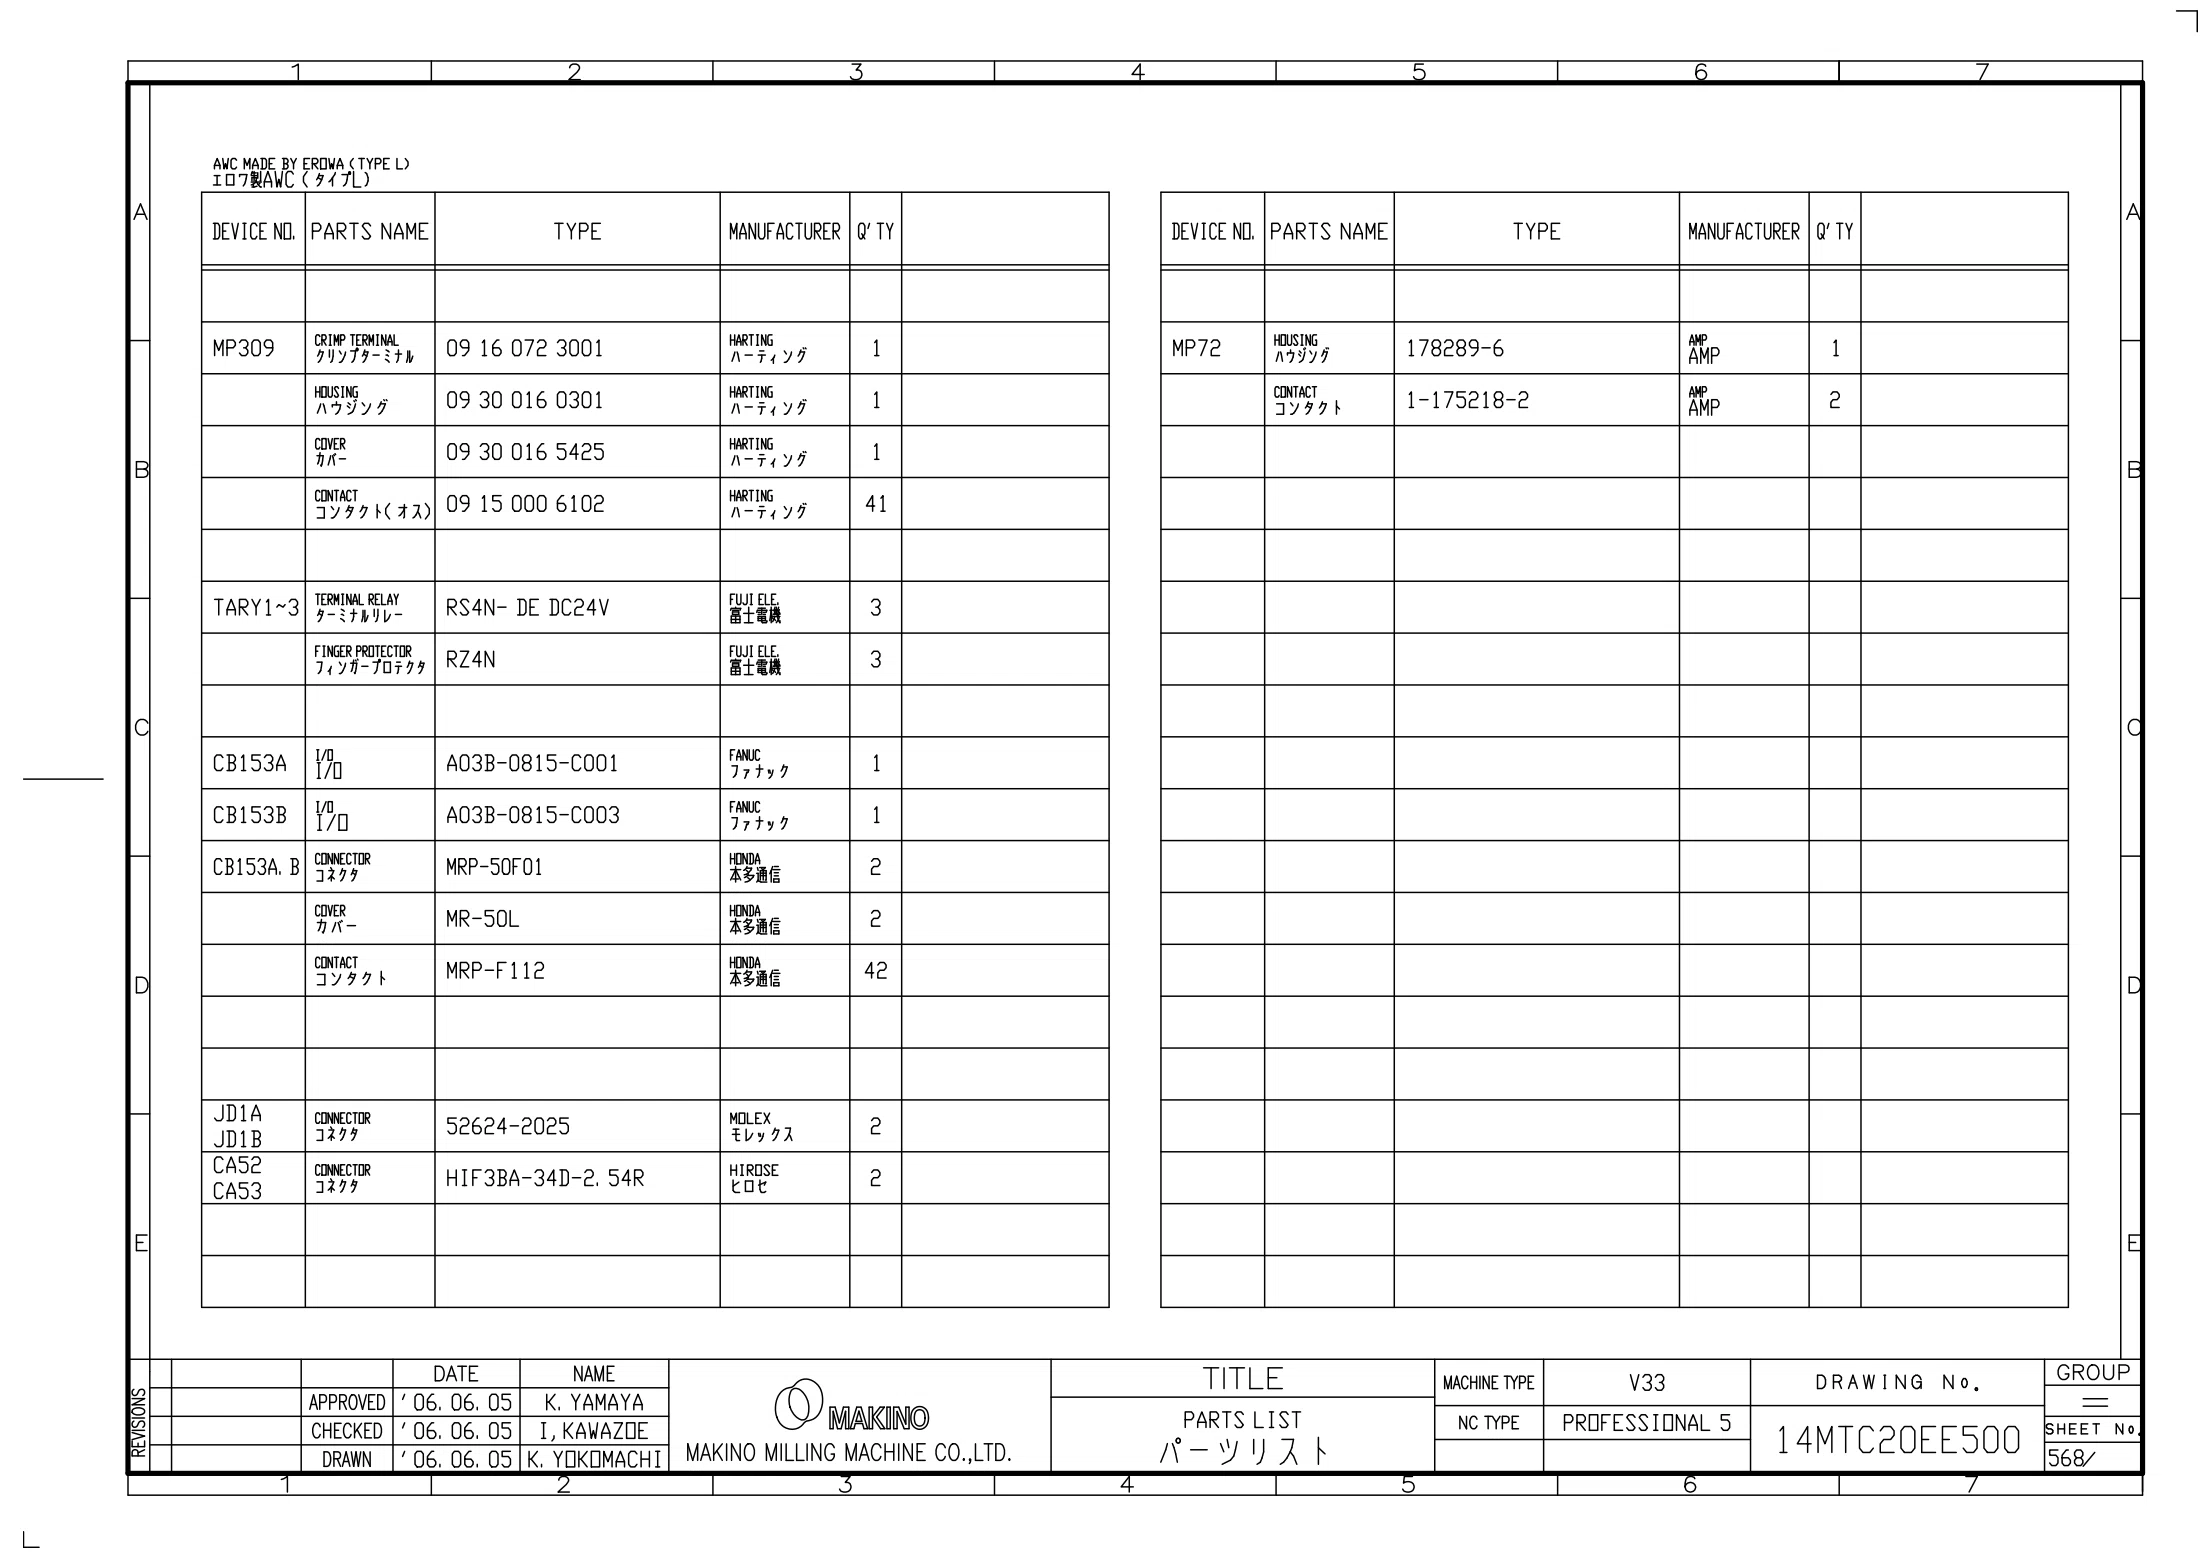 1 2 3 4 5 6 7
AWC MADE BY EROWA (TYPE L)
エロワ製AWC (タイプL)
DEVICE NO. PARTS NAME TYPE MANUFACTURER Q'TY
MP309 CRIMP TERMINAL 09 16 072 3001 HARTING 1
クリンプターミナル ハーティング
HOUSING 09 30 016 0301 HARTING 1
ハウジング ハーティング
COVER 09 30 016 5425 HARTING 1
カバー ハーティング
CONTACT 09 15 000 6102 HARTING 41
コンタクト(オス) ハーティング
TARY1~3 TERMINAL RELAY RS4N- DE DC24V FUJI ELE. 3
ターミナルリレー 富士電機
FINGER PROTECTOR RZ4N FUJI ELE. 3
フィンガープロテクタ 富士電機
CB153A I/O A03B-0815-C001 FANUC 1
I/O ファナック
CB153B I/O A03B-0815-C003 FANUC 1
I/O ファナック
CB153A.B CONNECTOR MRP-50F01 HONDA 2
コネクタ 本多通信
COVER MR-50L HONDA 2
カバー 本多通信
CONTACT MRP-F112 HONDA 42
コンタクト 本多通信
JD1A CONNECTOR 52624-2025 MOLEX 2
JD1B コネクタ モレックス
CA52 CONNECTOR HIF3BA-34D-2.54R HIROSE 2
CA53 コネクタ ヒロセ
DEVICE NO. PARTS NAME TYPE MANUFACTURER Q'TY
MP72 HOUSING 178289-6 AMP 1
ハウジング AMP
CONTACT 1-175218-2 AMP 2
コンタクト AMP
A A
B B
C C
D D
E E
REVISIONS
DATE NAME
APPROVED '06.06.05 K. YAMAYA
CHECKED '06.06.05 I, KAWAZOE
DRAWN '06.06.05 K. YOKOMACHI
MAKINO
MAKINO MILLING MACHINE CO.,LTD.
TITLE
PARTS LIST
パーツリスト
MACHINE TYPE V33
NC TYPE PROFESSIONAL 5
DRAWING No.
14MTC20EE500
GROUP
=
SHEET No.
568/
1 2 3 4 5 6 7